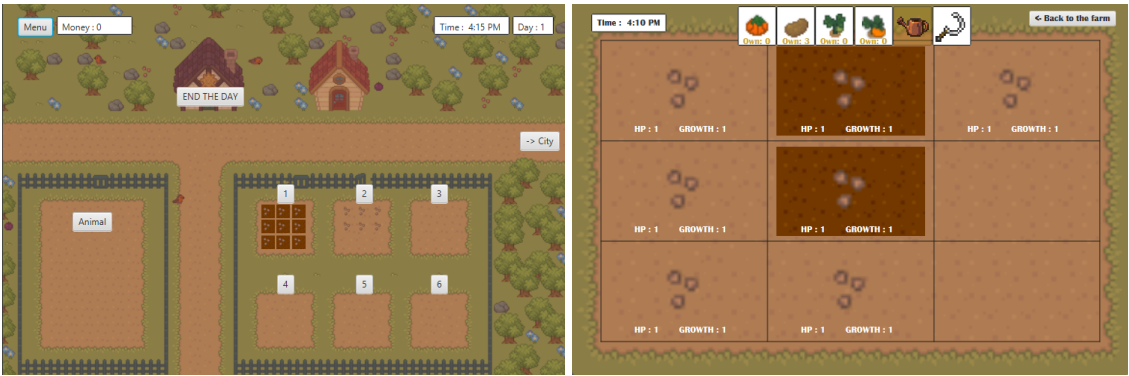 Menu
Money : 0
Time : 4:15 PM
Day : 1
END THE DAY
-> City
1
2
3
Animal
4
5
6
Time : 4:10 PM
Own: 0
Own: 3
Own: 0
Own: 0
<- Back to the farm
HP : 1 GROWTH : 1
HP : 1 GROWTH : 1
HP : 1 GROWTH : 1
HP : 1 GROWTH : 1
HP : 1 GROWTH : 1
HP : 1 GROWTH : 1
HP : 1 GROWTH : 1